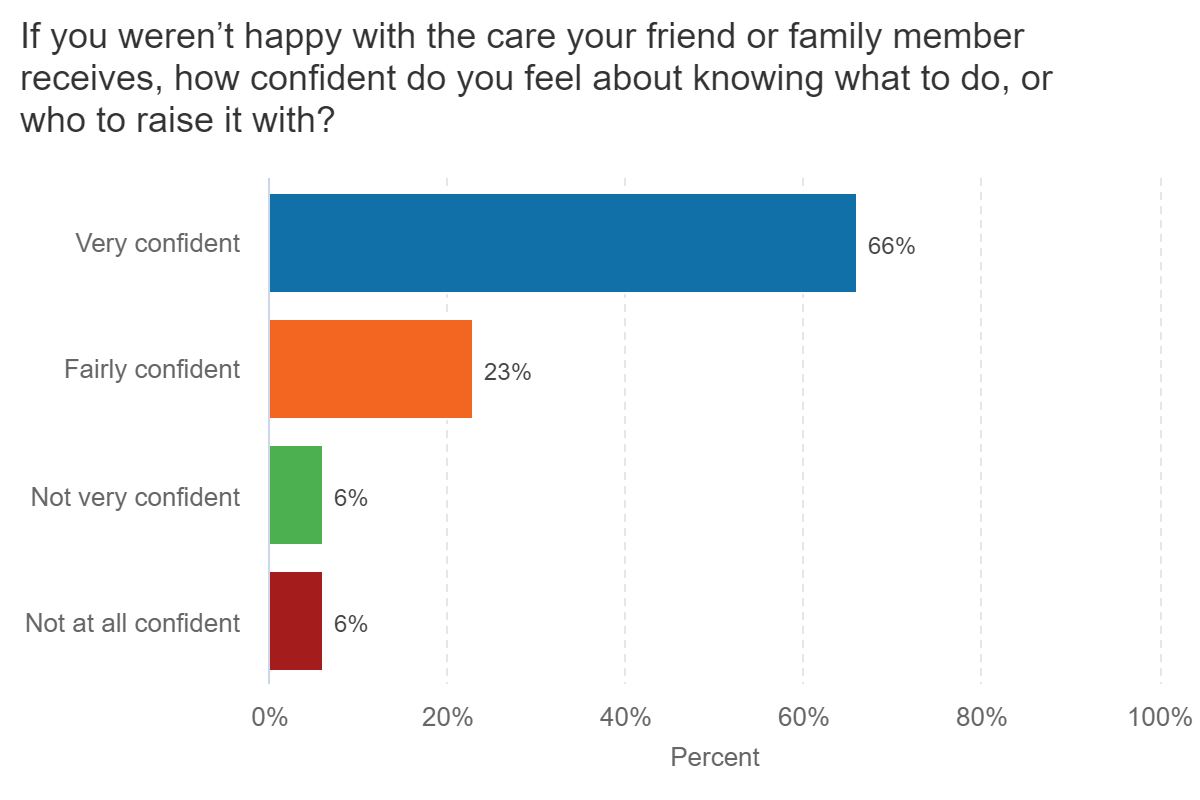 If you weren’t happy with the care your friend or family member
receives, how confident do you feel about knowing what to do, or
who to raise it with?
Very confident
66%
Fairly confident
23%
Not very confident
6%
Not at all confident
6%
0%
20%
40%
60%
80%
100%
Percent